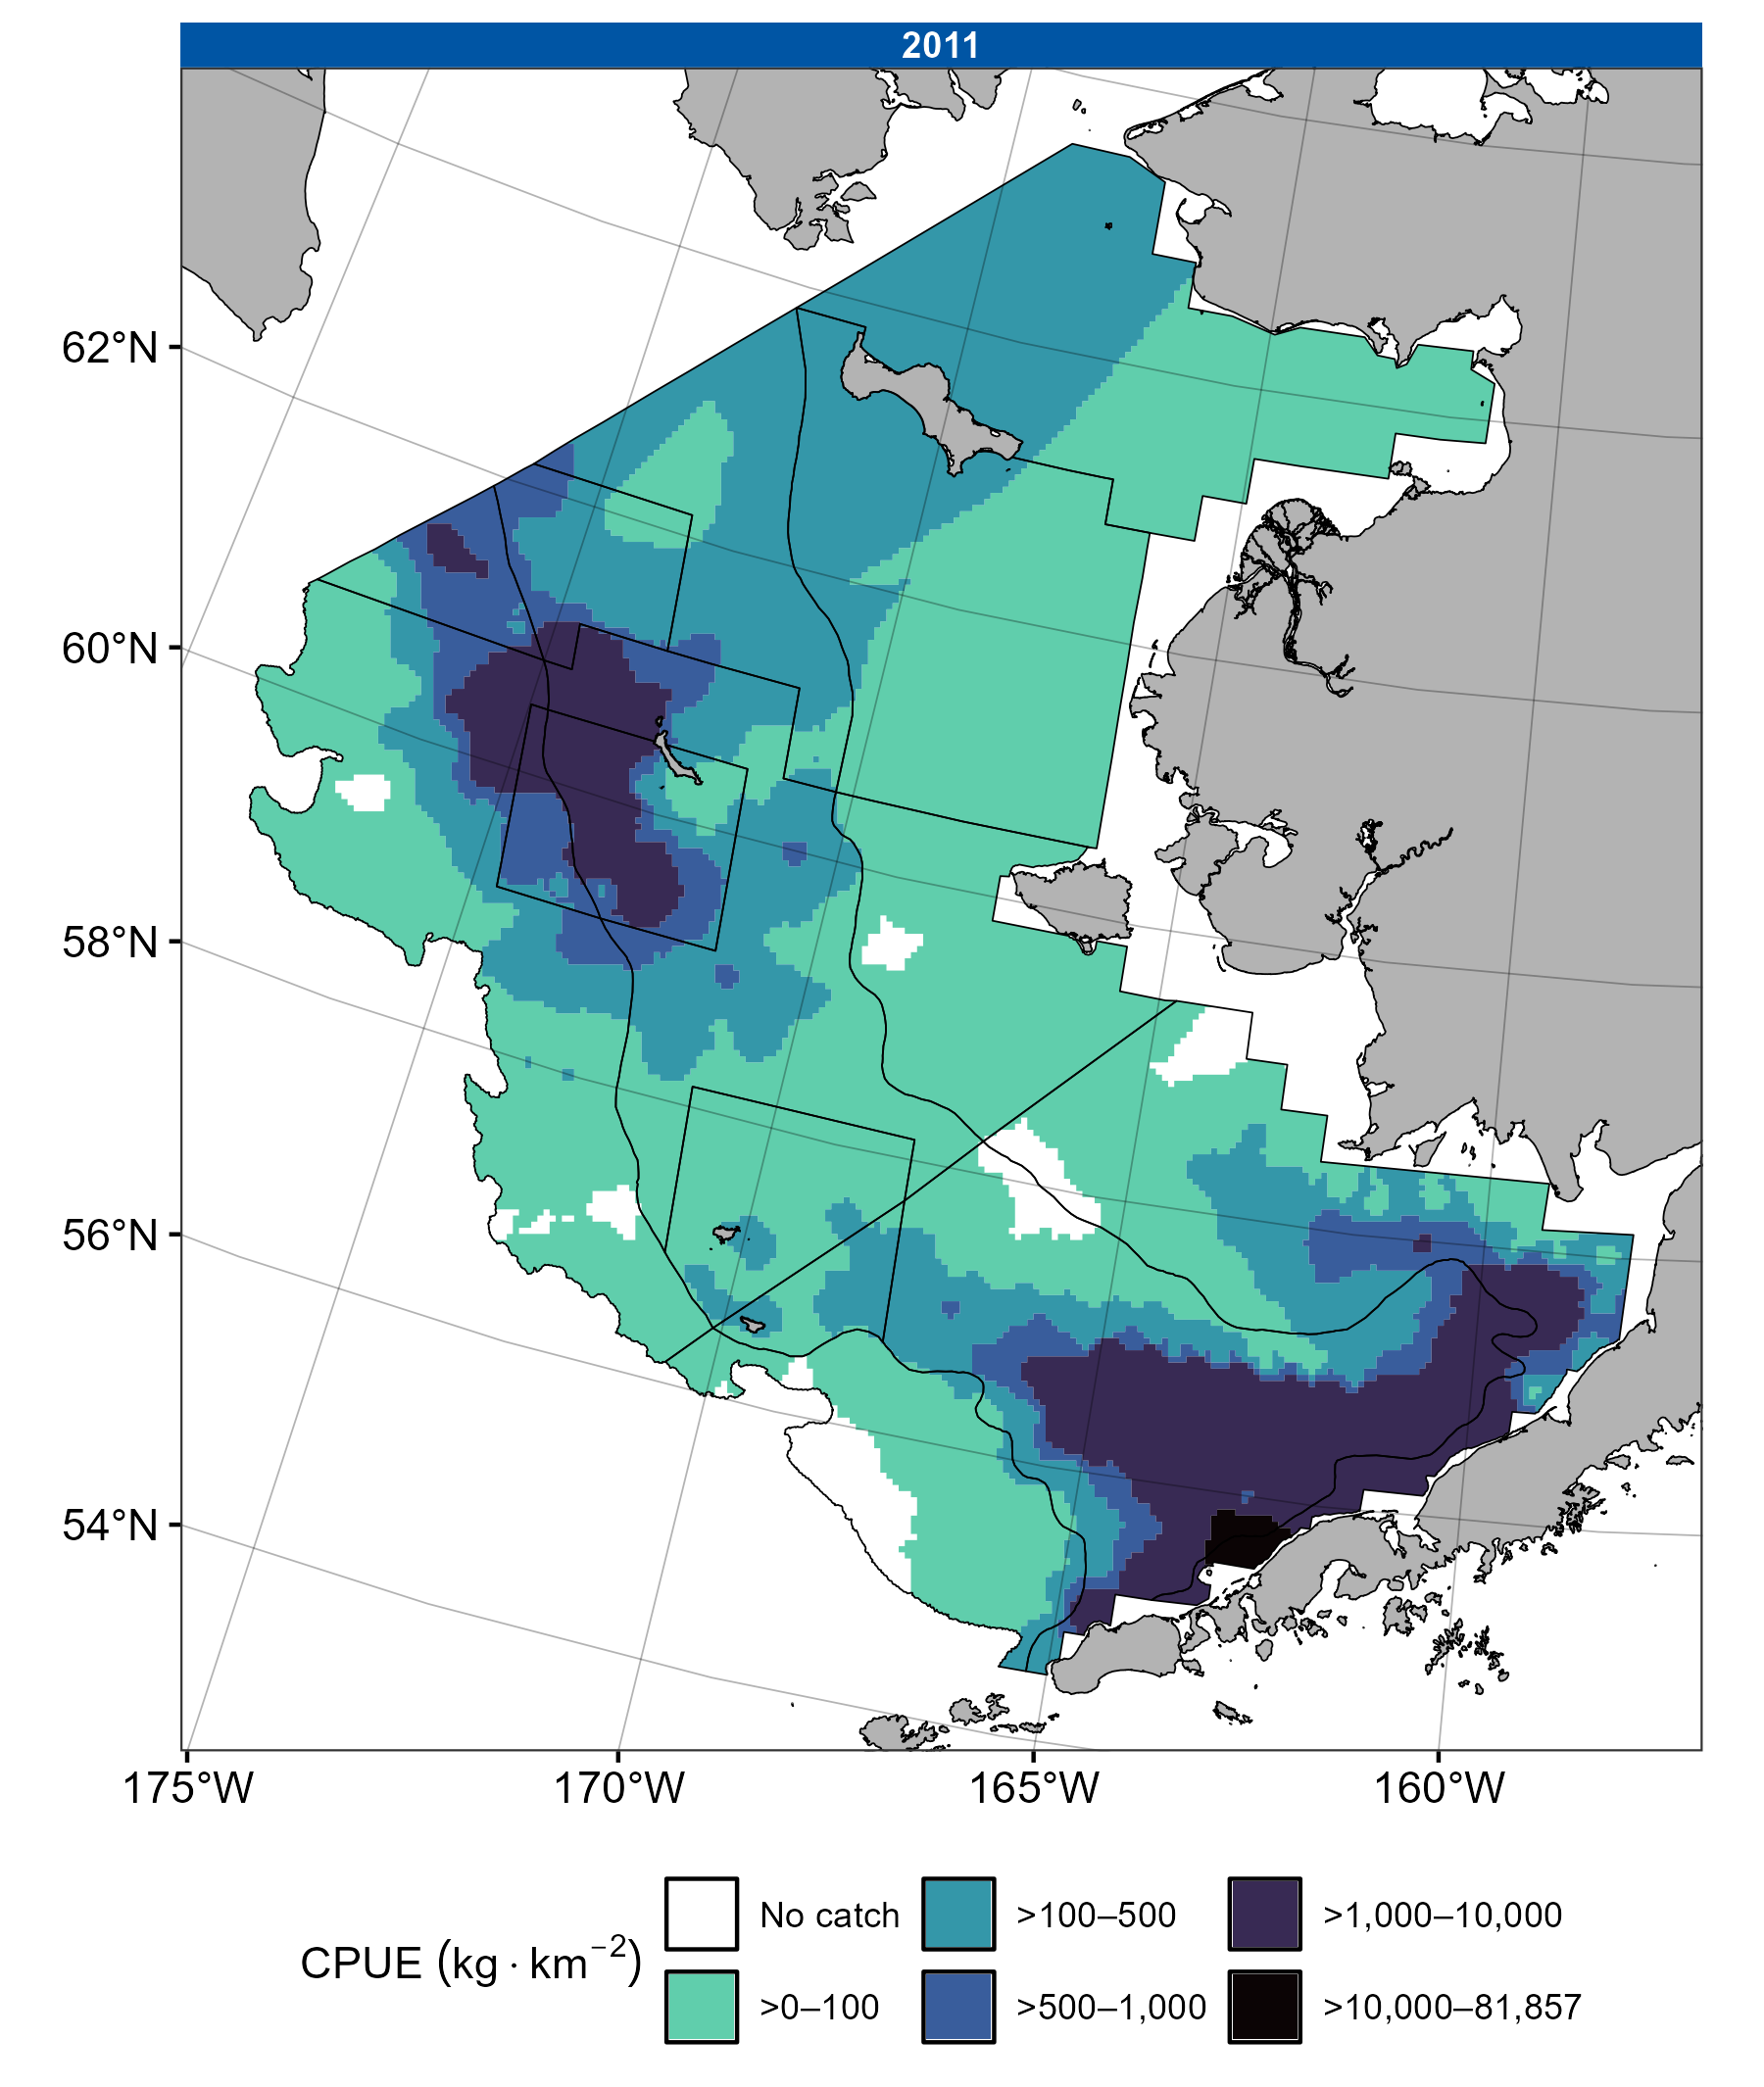 2011
62°N
60°N
58°N
56°N
54°N
175°W 170°W 165°W 160°W
CPUE (kg · km⁻²)
No catch
>0–100
>100–500
>500–1,000
>1,000–10,000
>10,000–81,857